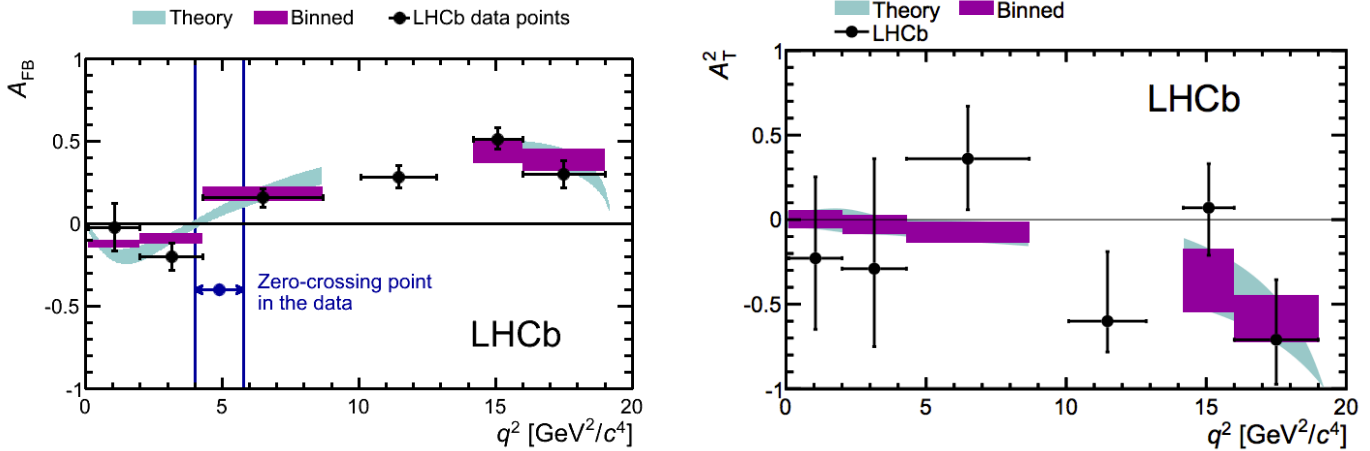 Theory Binned LHCb data points
A_FB
1
0.5
0
-0.5
-1
Zero-crossing point
in the data
LHCb
0 5 10 15 20
q² [GeV²/c⁴]
Theory Binned
LHCb
A_T²
1
0.5
0
-0.5
-1
LHCb
0 5 10 15 20
q² [GeV²/c⁴]